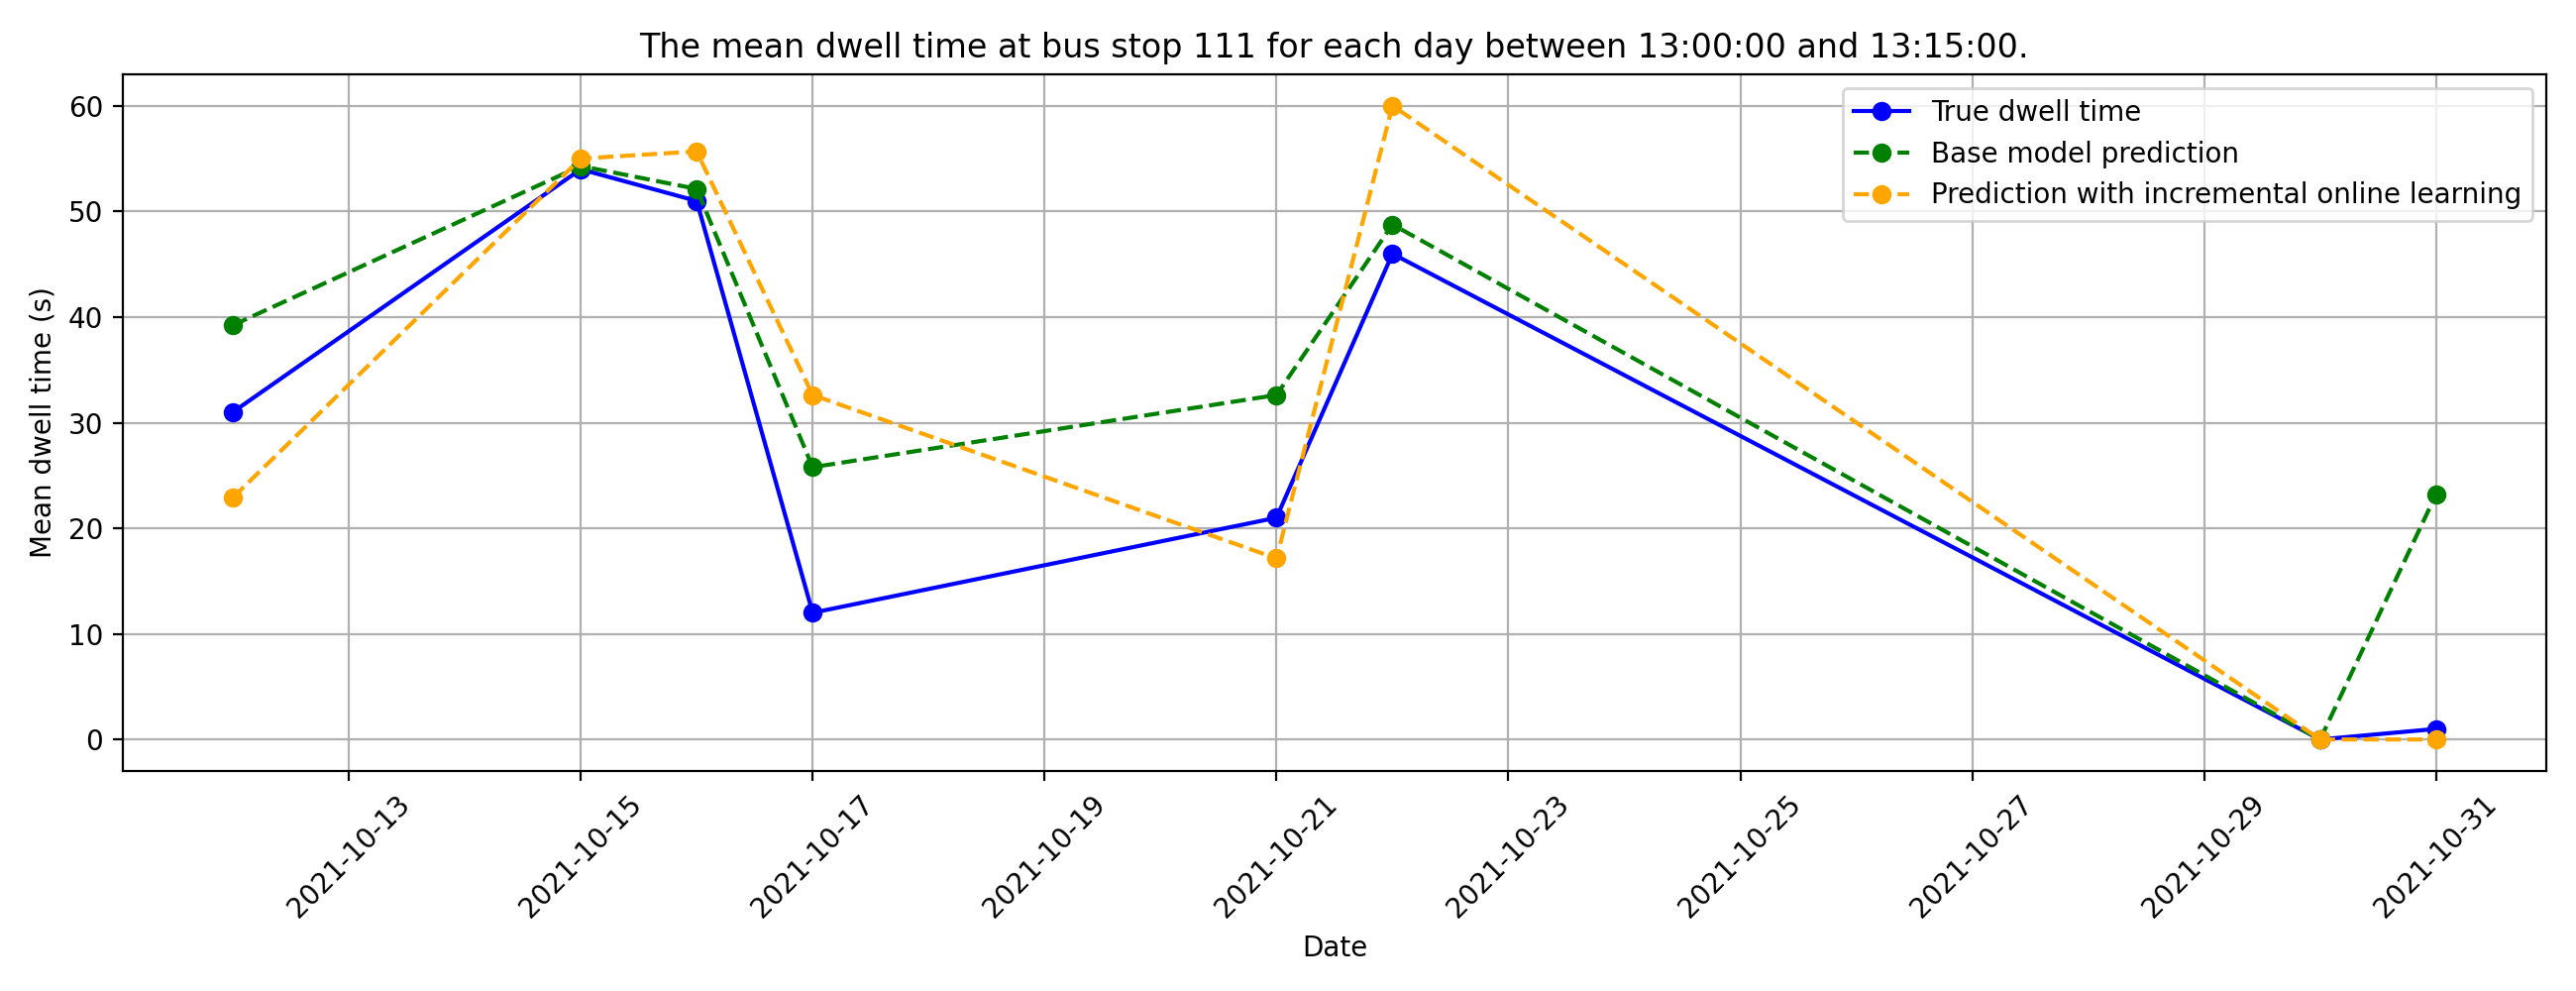 The mean dwell time at bus stop 111 for each day between 13:00:00 and 13:15:00.
True dwell time
Base model prediction
Prediction with incremental online learning
Mean dwell time (s)
60
50
40
30
20
10
0
2021-10-13
2021-10-15
2021-10-17
2021-10-19
2021-10-21
2021-10-23
2021-10-25
2021-10-27
2021-10-29
2021-10-31
Date